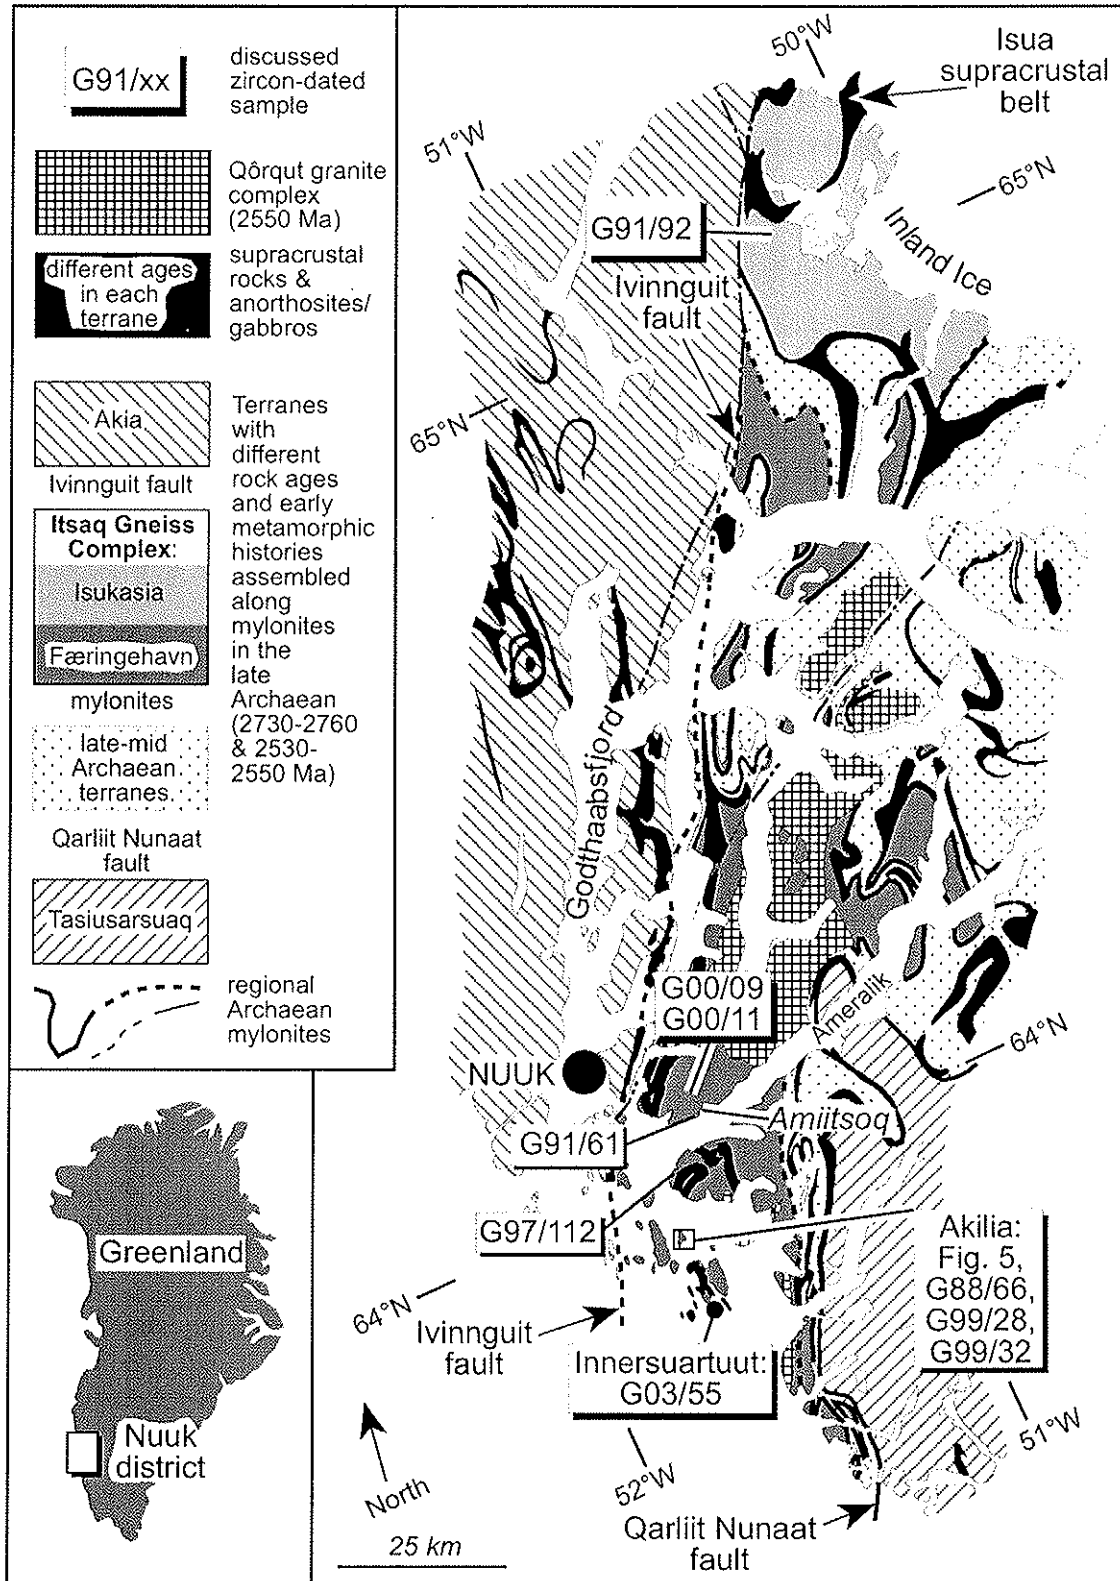 G91/xx
discussed
zircon-dated
sample
Qôrqut granite
complex
(2550 Ma)
different ages
in each
terrane
supracrustal
rocks &
anorthosites/
gabbros
Akia
Ivinnguit fault
Itsaq Gneiss
Complex:
Isukasia
Færingehavn
mylonites
late-mid
Archaean
terranes
Qarliit Nunaat
fault
Tasiusarsuaq
Terranes
with
different
rock ages
and early
metamorphic
histories
assembled
along
mylonites
in the
late
Archaean
(2730-2760
& 2530-
2550 Ma)
regional
Archaean
mylonites
Greenland
Nuuk
district
50°W
Isua
supracrustal
belt
51°W
65°N
G91/92
Inland Ice
Ivinnguit
fault
65°N
Godthaabsfjord
G00/09
G00/11
Ameralik
64°N
NUUK
Amiitsoq
G91/61
G97/112
Akilia:
Fig. 5,
G88/66,
G99/28,
G99/32
64°N
Ivinnguit
fault
Innersuartuut:
G03/55
51°W
52°W
North
25 km
Qarliit Nunaat
fault